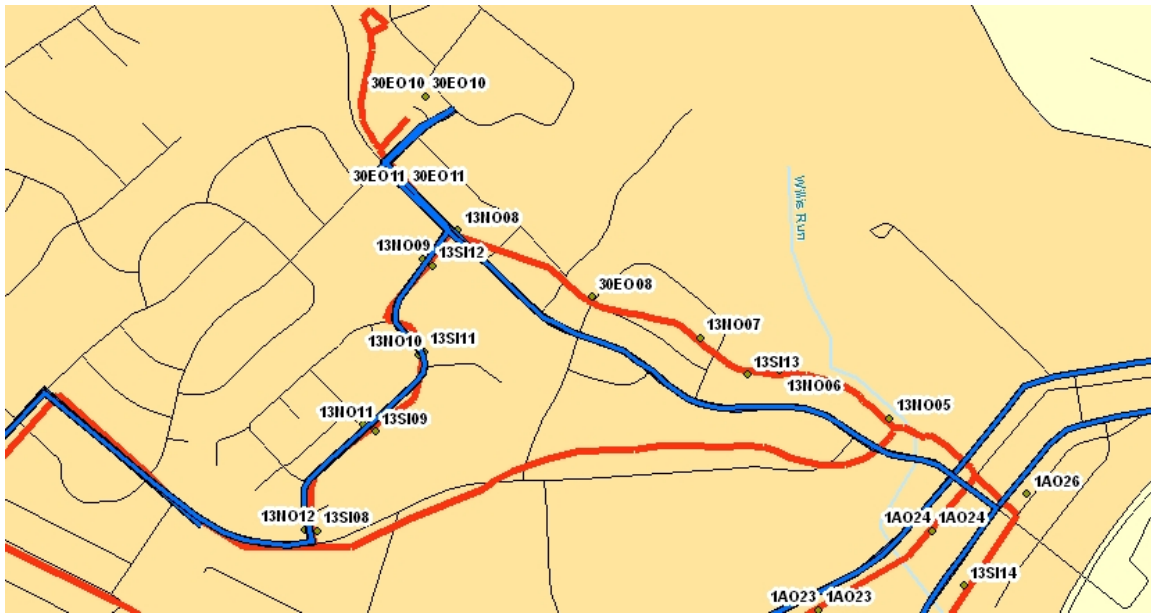 30EO10 30EO10
30EO11 30EO11
Willis Run
13NO08
13NO09
13SI12
30EO08
13NO07
13NO10
13SI11
13SI13
13NO06
13NO11
13SI09
13NO05
1AO26
13NO12
13SI08
1AO24
1AO24
13SI14
1AO23
1AO23